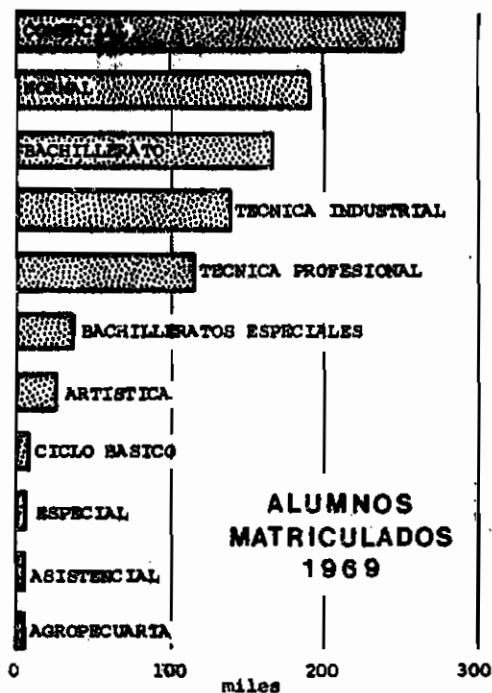 COMERCIAL
NORMAL
BACHILLERATO
TECNICA INDUSTRIAL
TECNICA PROFESIONAL
BACHILLERATOS ESPECIALES
ARTISTICA
CICLO BASICO
ESPECIAL
ASISTENCIAL
AGROPECUARIA
ALUMNOS
MATRICULADOS
1969
0 100 200 300
miles